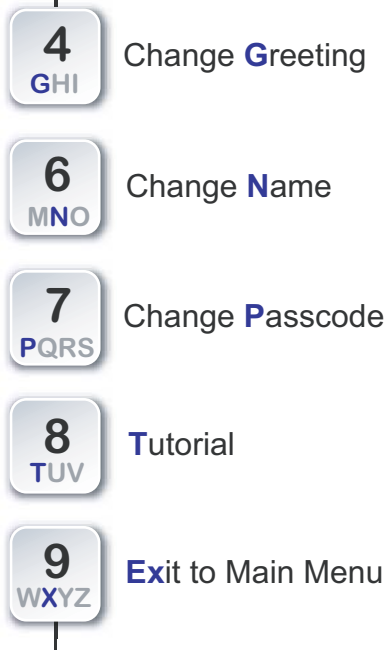 4
GHI
Change Greeting
6
MNO
Change Name
7
PQRS
Change Passcode
8
TUV
Tutorial
9
WXYZ
Exit to Main Menu